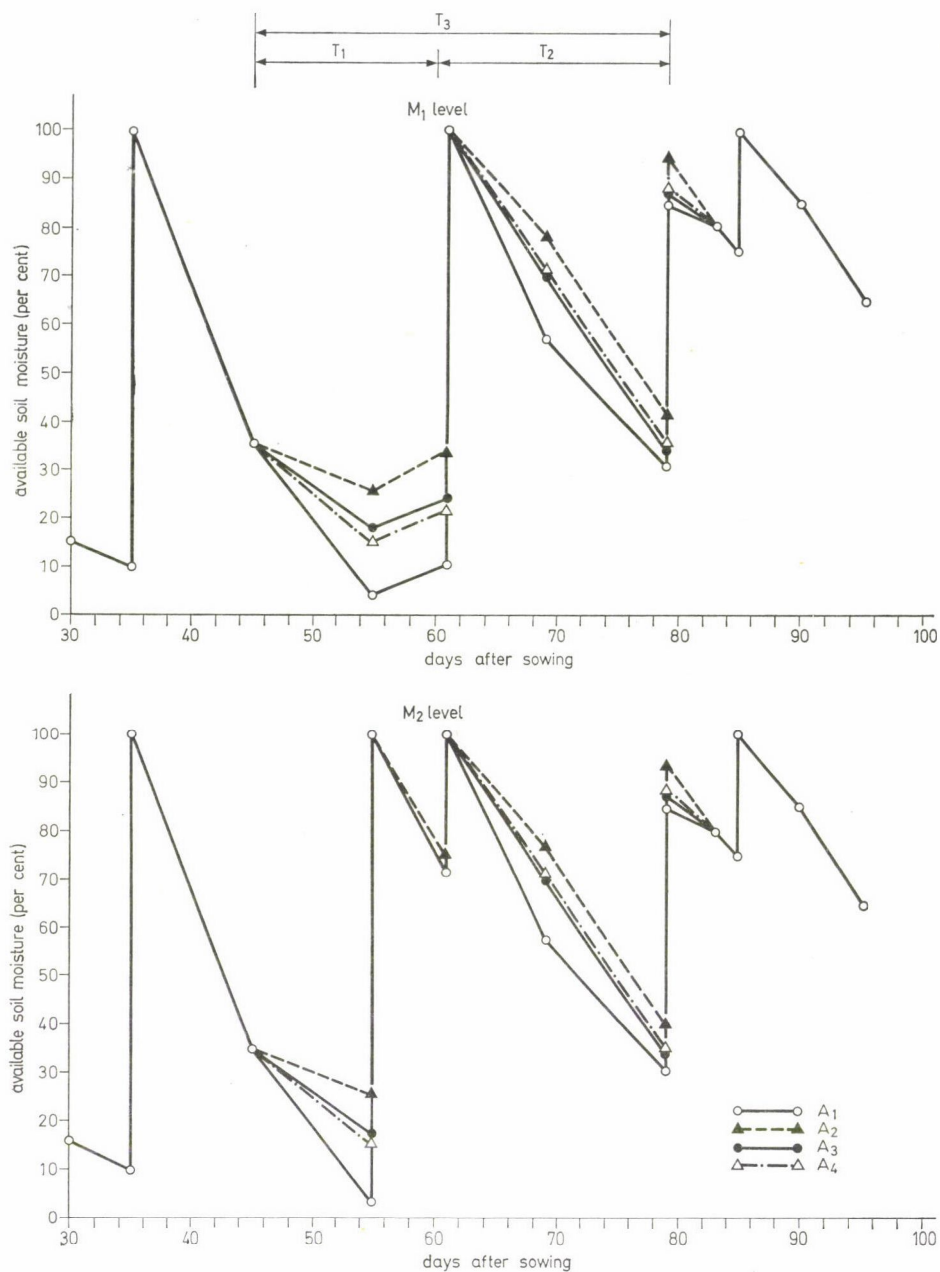 T3
T1 T2
M1 level
100
90
80
70
60
50
40
30
20
10
0
available soil moisture (per cent)
30 40 50 60 70 80 90 100
days after sowing
M2 level
100
90
80
70
60
50
40
30
20
10
0
available soil moisture (per cent)
A1
A2
A3
A4
30 40 50 60 70 80 90 100
days after sowing